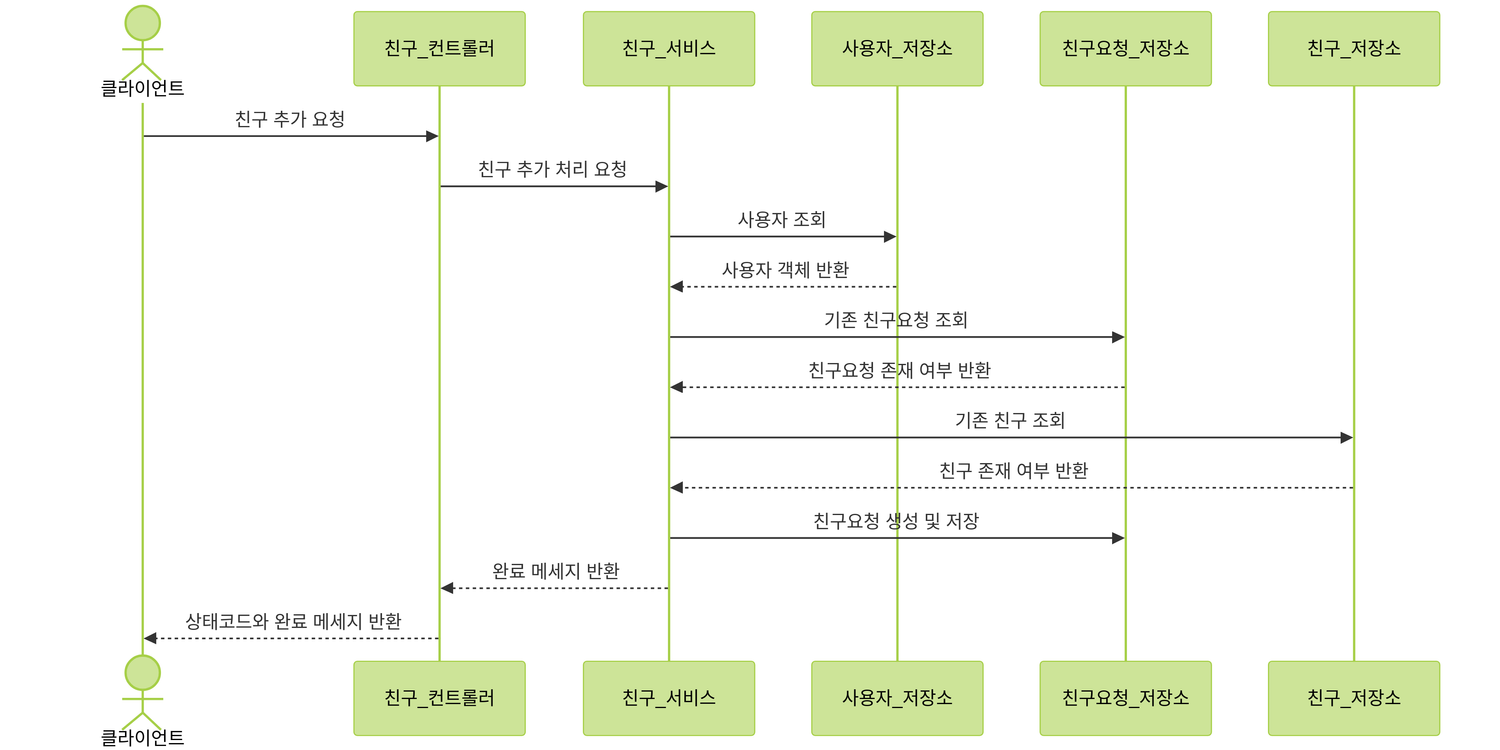 클라이언트
친구_컨트롤러
친구_서비스
사용자_저장소
친구요청_저장소
친구_저장소
친구 추가 요청
친구 추가 처리 요청
사용자 조회
사용자 객체 반환
기존 친구요청 조회
친구요청 존재 여부 반환
기존 친구 조회
친구 존재 여부 반환
친구요청 생성 및 저장
완료 메세지 반환
상태코드와 완료 메세지 반환
클라이언트
친구_컨트롤러
친구_서비스
사용자_저장소
친구요청_저장소
친구_저장소